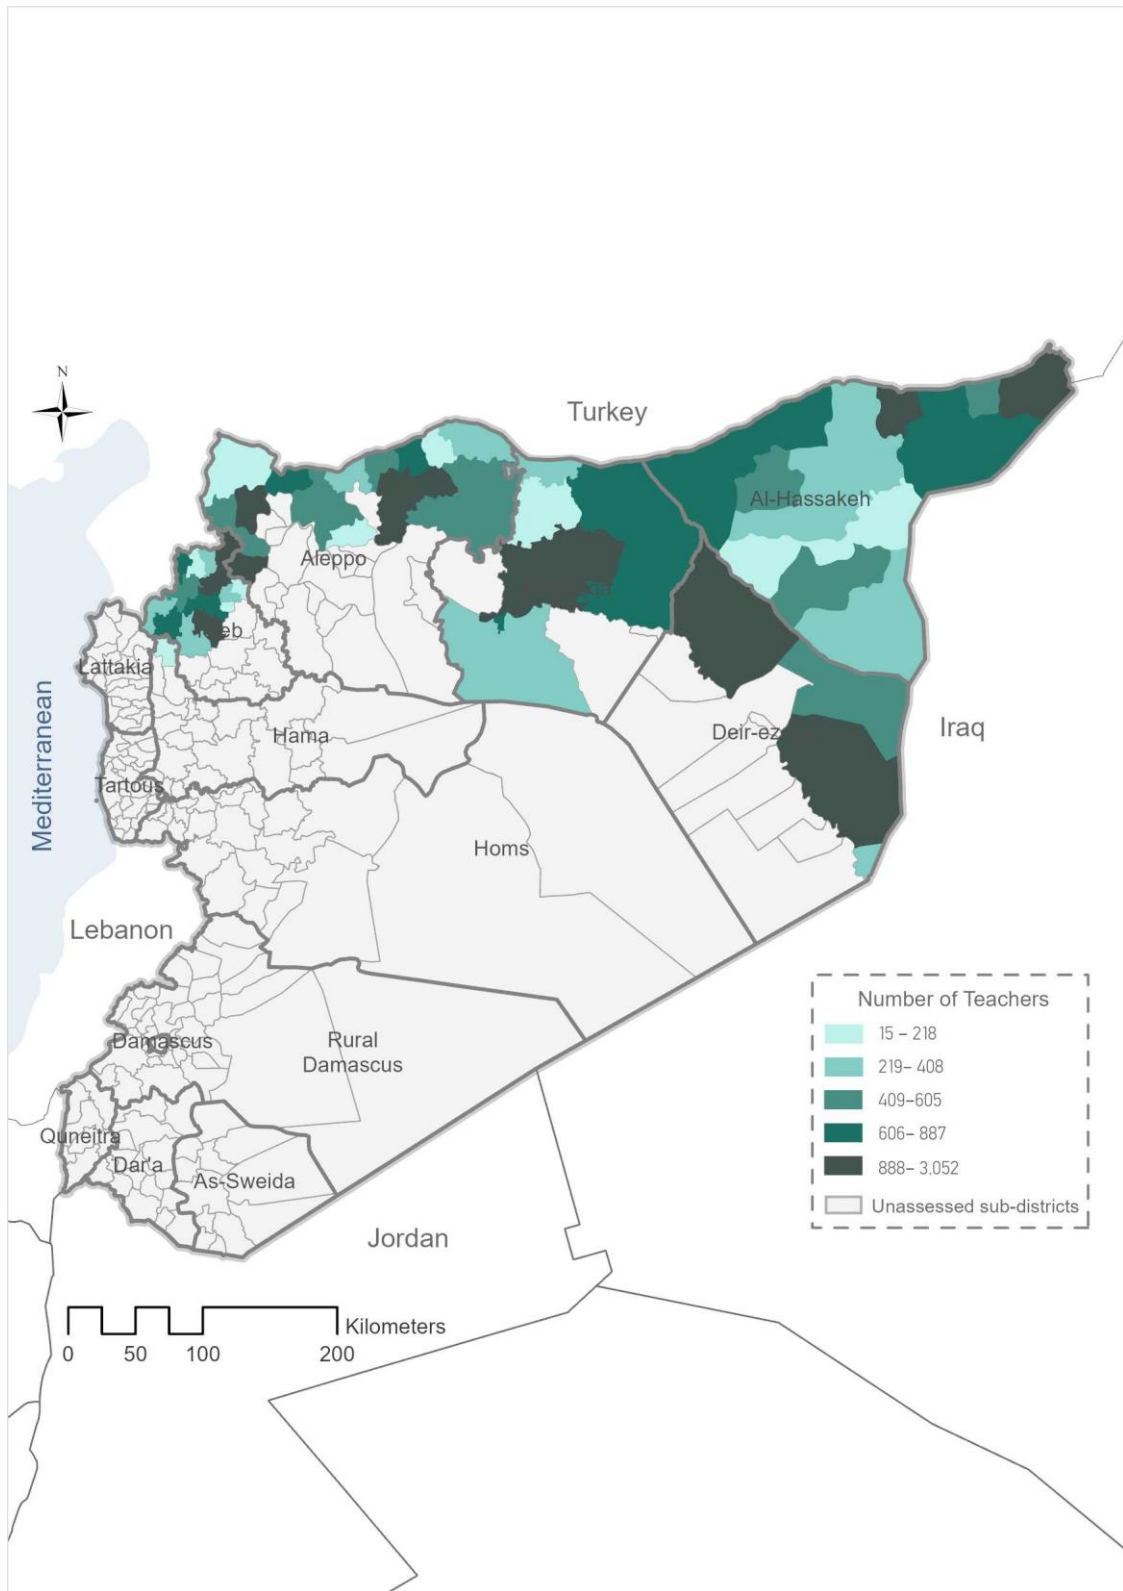 N
Turkey
Al-Hassakeh
Aleppo
Lattakia
Mediterranean
Hama
Deir-ez
Iraq
Tartous
Homs
Lebanon
Damascus
Rural
Damascus
Quneitra
Dar'a
As-Sweida
Jordan
Number of Teachers
15 – 218
219– 408
409–605
606– 887
888– 3,052
Unassessed sub-districts
Kilometers
0 50 100 200